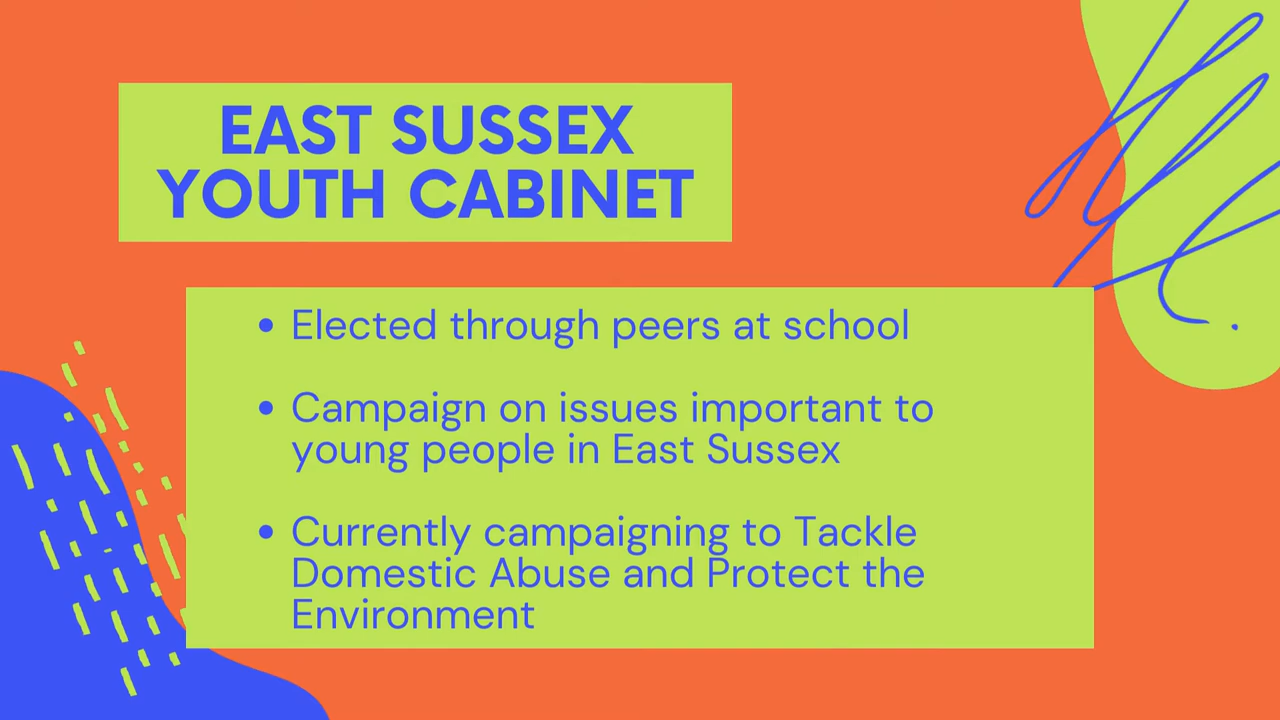 EAST SUSSEX
YOUTH CABINET
• Elected through peers at school
• Campaign on issues important to
young people in East Sussex
• Currently campaigning to Tackle
Domestic Abuse and Protect the
Environment